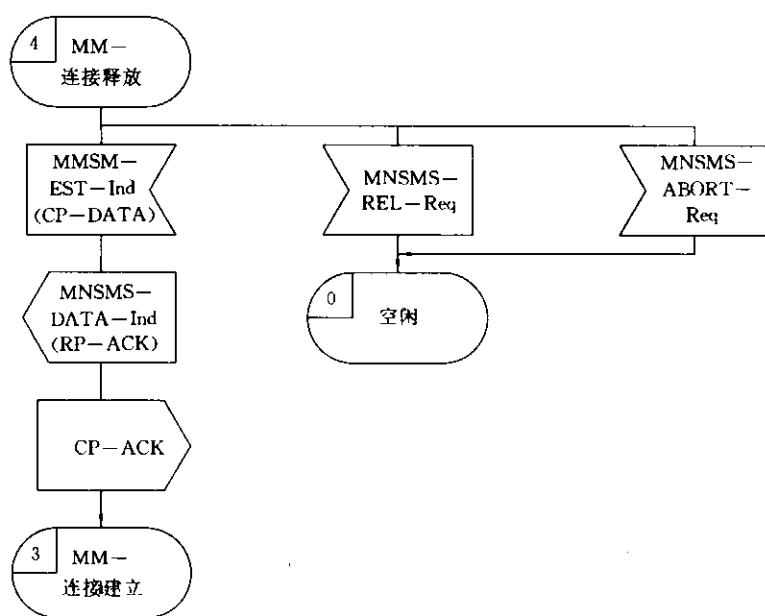 4
MM-
连接释放
MMSM-
EST-Ind
(CP-DATA)
MNSMS-
REL-Req
MNSMS-
ABORT-
Req
MNSMS-
DATA-Ind
(RP-ACK)
0
空闲
CP-ACK
3
MM-
连接建立